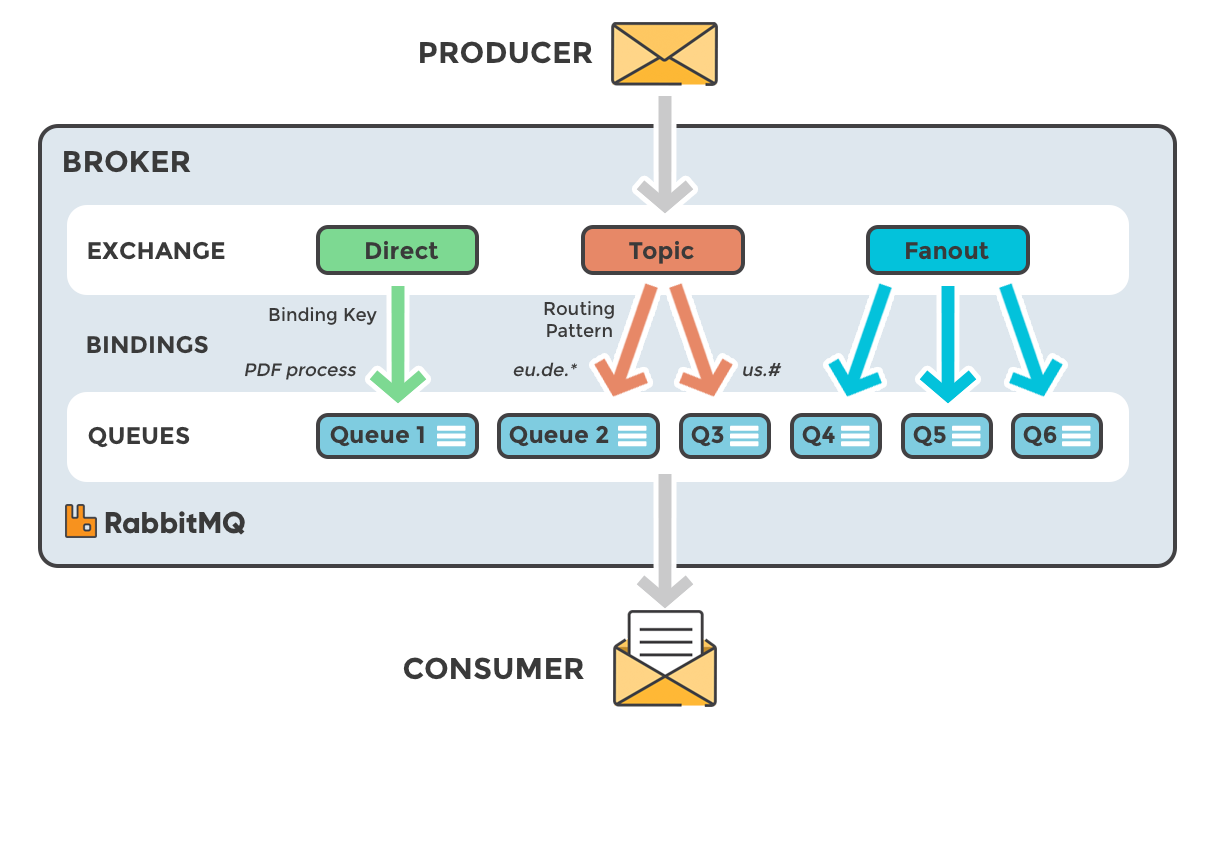 PRODUCER
BROKER
EXCHANGE
Direct
Topic
Fanout
Binding Key
Routing
Pattern
BINDINGS
PDF process
eu.de.*
us.#
QUEUES
Queue 1
Queue 2
Q3
Q4
Q5
Q6
RabbitMQ
CONSUMER